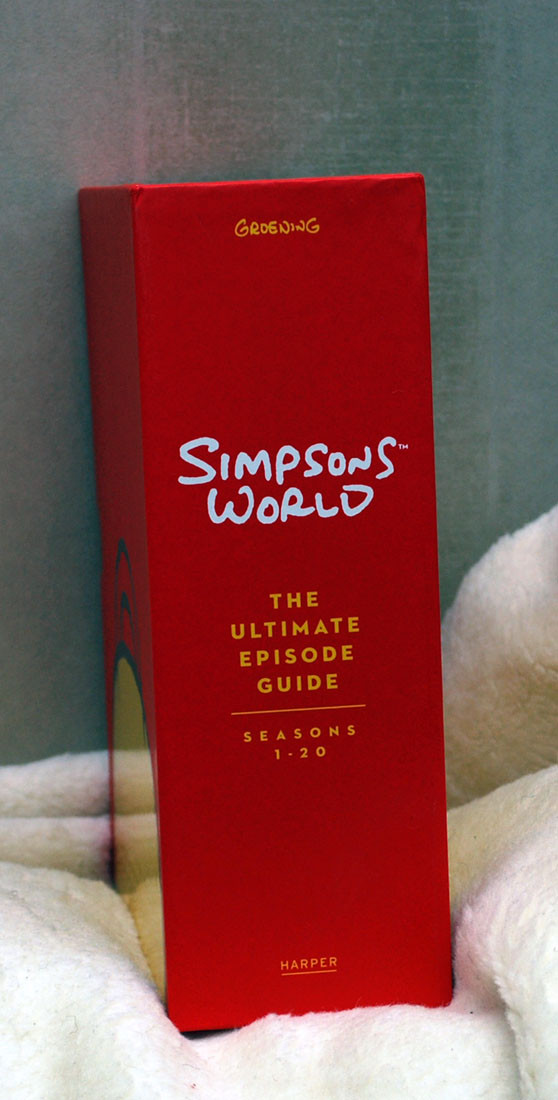 GROENING
SIMPSONS™
WORLD
THE
ULTIMATE
EPISODE
GUIDE
SEASONS
1-20
HARPER